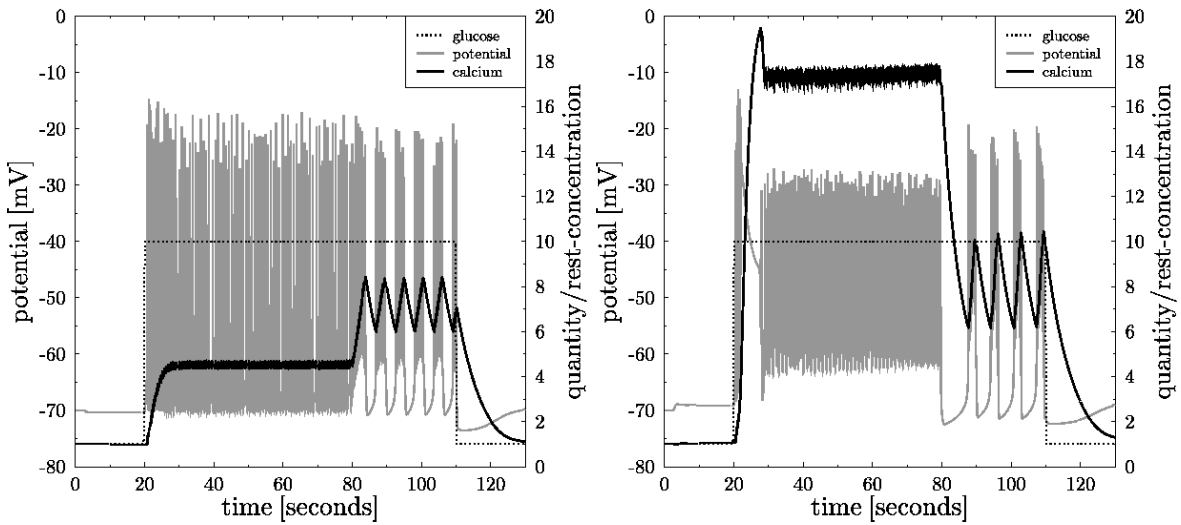 0
-10
-20
-30
-40
-50
-60
-70
-80
potential [mV]
0 20 40 60 80 100 120
time [seconds]
20
18
16
14
12
10
8
6
4
2
0
quantity/rest-concentration
glucose
potential
calcium
0
-10
-20
-30
-40
-50
-60
-70
-80
potential [mV]
0 20 40 60 80 100 120
time [seconds]
20
18
16
14
12
10
8
6
4
2
0
quantity/rest-concentration
glucose
potential
calcium